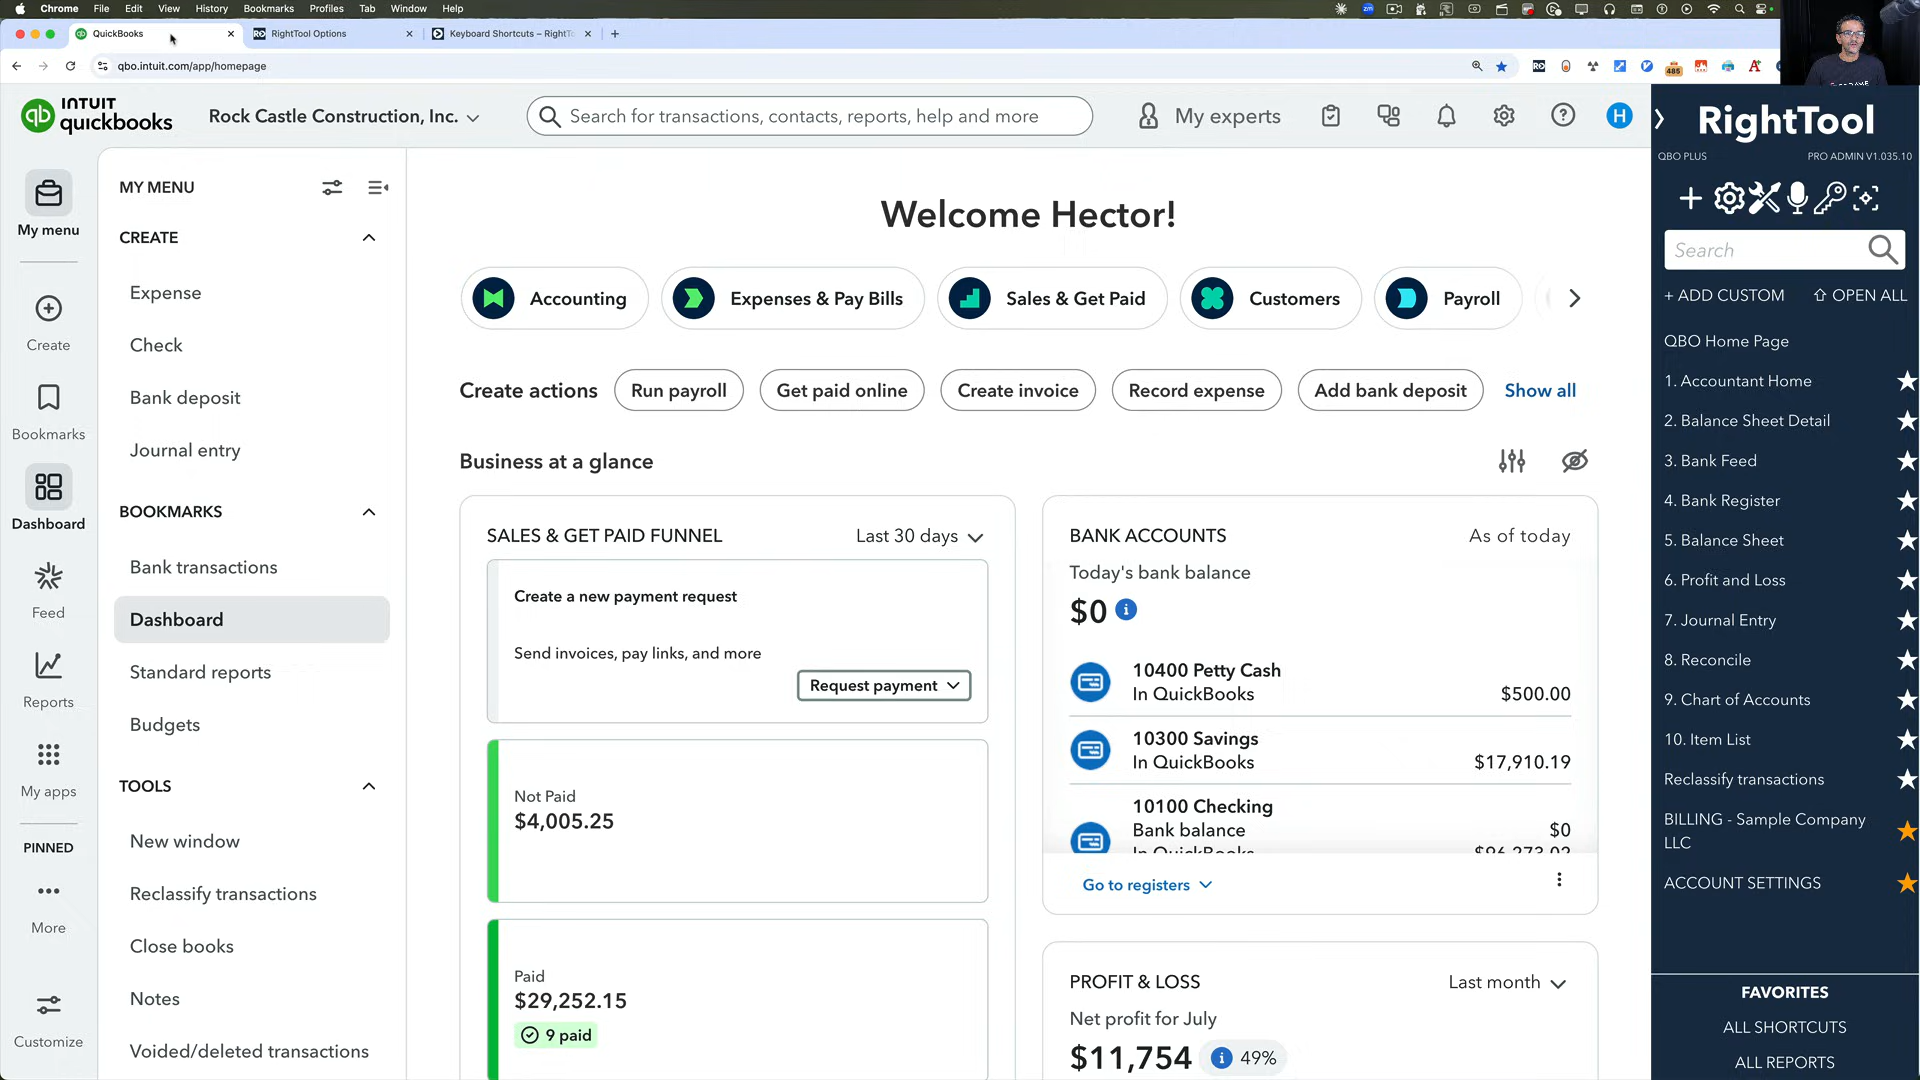 Chrome File Edit View History Bookmarks Profiles Tab Window Help
QuickBooks
RightTool Options
Keyboard Shortcuts – RightTo
qbo.intuit.com/app/homepage
485
INTUIT
quickbooks
Rock Castle Construction, Inc.
Search for transactions, contacts, reports, help and more
My experts
H
My menu
Create
Bookmarks
Dashboard
Feed
Reports
My apps
PINNED
More
Customize
MY MENU
CREATE
Expense
Check
Bank deposit
Journal entry
BOOKMARKS
Bank transactions
Dashboard
Standard reports
Budgets
TOOLS
New window
Reclassify transactions
Close books
Notes
Voided/deleted transactions
Welcome Hector!
Accounting
Expenses & Pay Bills
Sales & Get Paid
Customers
Payroll
Create actions
Run payroll
Get paid online
Create invoice
Record expense
Add bank deposit
Show all
Business at a glance
SALES & GET PAID FUNNEL
Last 30 days
Create a new payment request
Send invoices, pay links, and more
Request payment
Not Paid
$4,005.25
Paid
$29,252.15
9 paid
BANK ACCOUNTS
As of today
Today's bank balance
$0
10400 Petty Cash
In QuickBooks $500.00
10300 Savings
In QuickBooks $17,910.19
10100 Checking
Bank balance $0
In QuickBooks $96,273.02
Go to registers
PROFIT & LOSS
Last month
Net profit for July
$11,754
49%
RightTool
QBO PLUS
PRO ADMIN V1.035.10
Search
+ ADD CUSTOM
OPEN ALL
QBO Home Page
1. Accountant Home
2. Balance Sheet Detail
3. Bank Feed
4. Bank Register
5. Balance Sheet
6. Profit and Loss
7. Journal Entry
8. Reconcile
9. Chart of Accounts
10. Item List
Reclassify transactions
BILLING - Sample Company
LLC
ACCOUNT SETTINGS
FAVORITES
ALL SHORTCUTS
ALL REPORTS